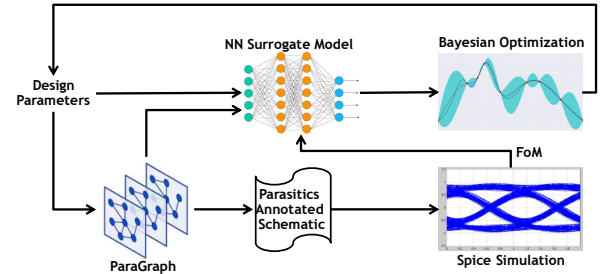 NN Surrogate Model
Bayesian Optimization
Design
Parameters
FoM
Parasitics
Annotated
Schematic
ParaGraph
Spice Simulation